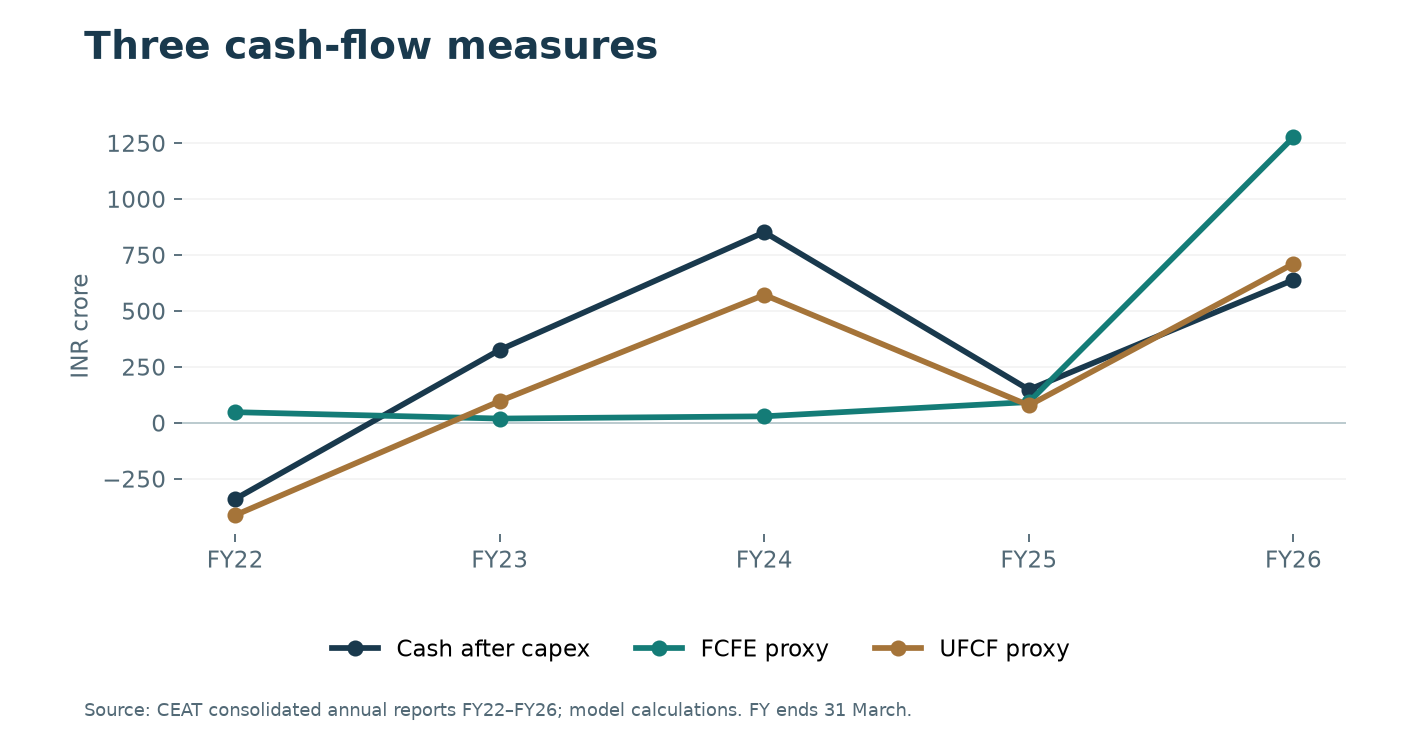 Three cash-flow measures
1250
1000
750
500
250
0
−250
INR crore
FY22 FY23 FY24 FY25 FY26
Cash after capex FCFE proxy UFCF proxy
Source: CEAT consolidated annual reports FY22–FY26; model calculations. FY ends 31 March.